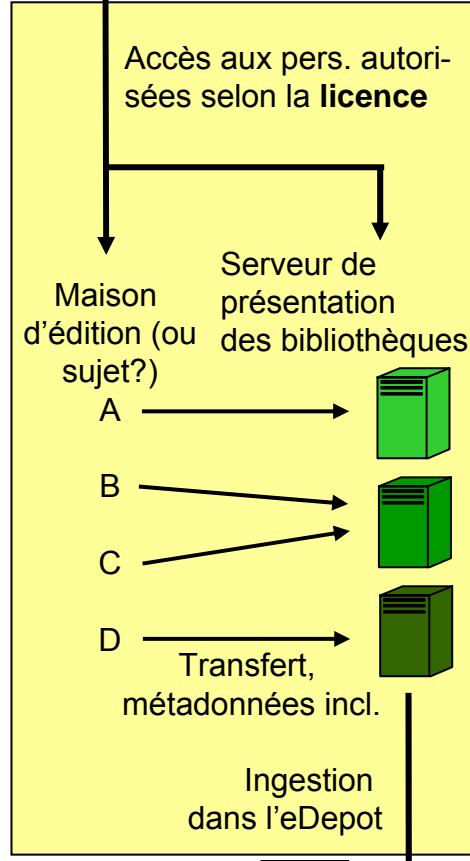 Accès aux pers. autori-
sées selon la licence
Maison
d’édition (ou
sujet?)
Serveur de
présentation
des bibliothèques
A
B
C
D
Transfert,
métadonnées incl.
Ingestion
dans l’eDepot